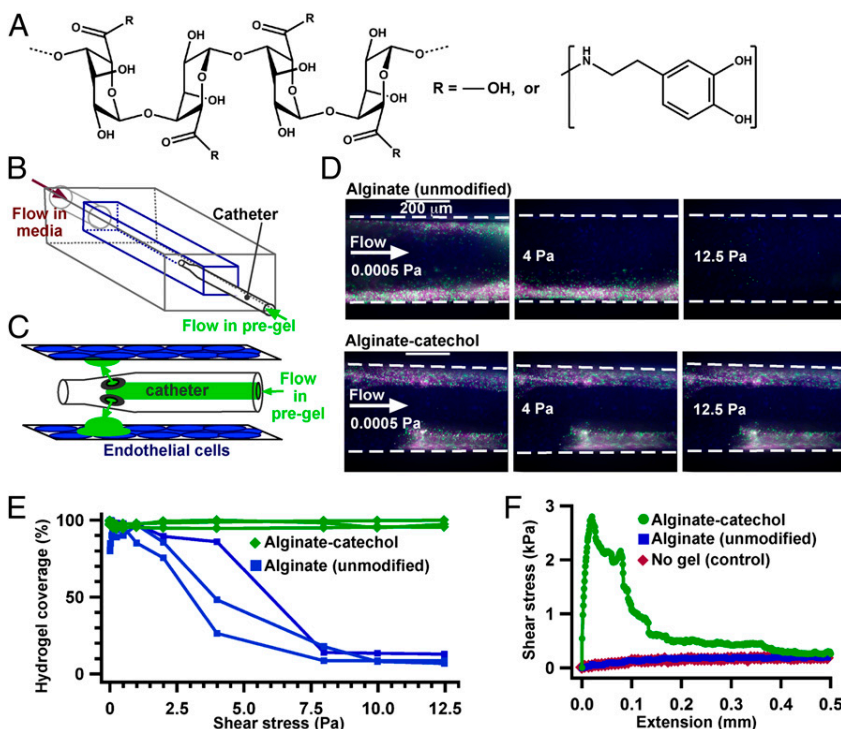 A
R
O
O
OH
OH
O
O
OH
O
R
R
O
O
OH
OH
O
O
OH
O
R
R = —OH, or
H
N
OH
OH
B
Flow in
media
Catheter
Flow in pre-gel
C
catheter
Flow
in
pre-gel
Endothelial cells
D
Alginate (unmodified)
200 µm
Flow
0.0005 Pa
4 Pa
12.5 Pa
Alginate-catechol
Flow
0.0005 Pa
4 Pa
12.5 Pa
E
Hydrogel coverage (%)
100
50
0
Alginate-catechol
Alginate (unmodified)
0
2.5
5.0
7.5
10.0
12.5
Shear stress (Pa)
F
Shear stress (kPa)
3
2
1
0
Alginate-catechol
Alginate (unmodified)
No gel (control)
0.0
0.1
0.2
0.3
0.4
0.5
Extension (mm)